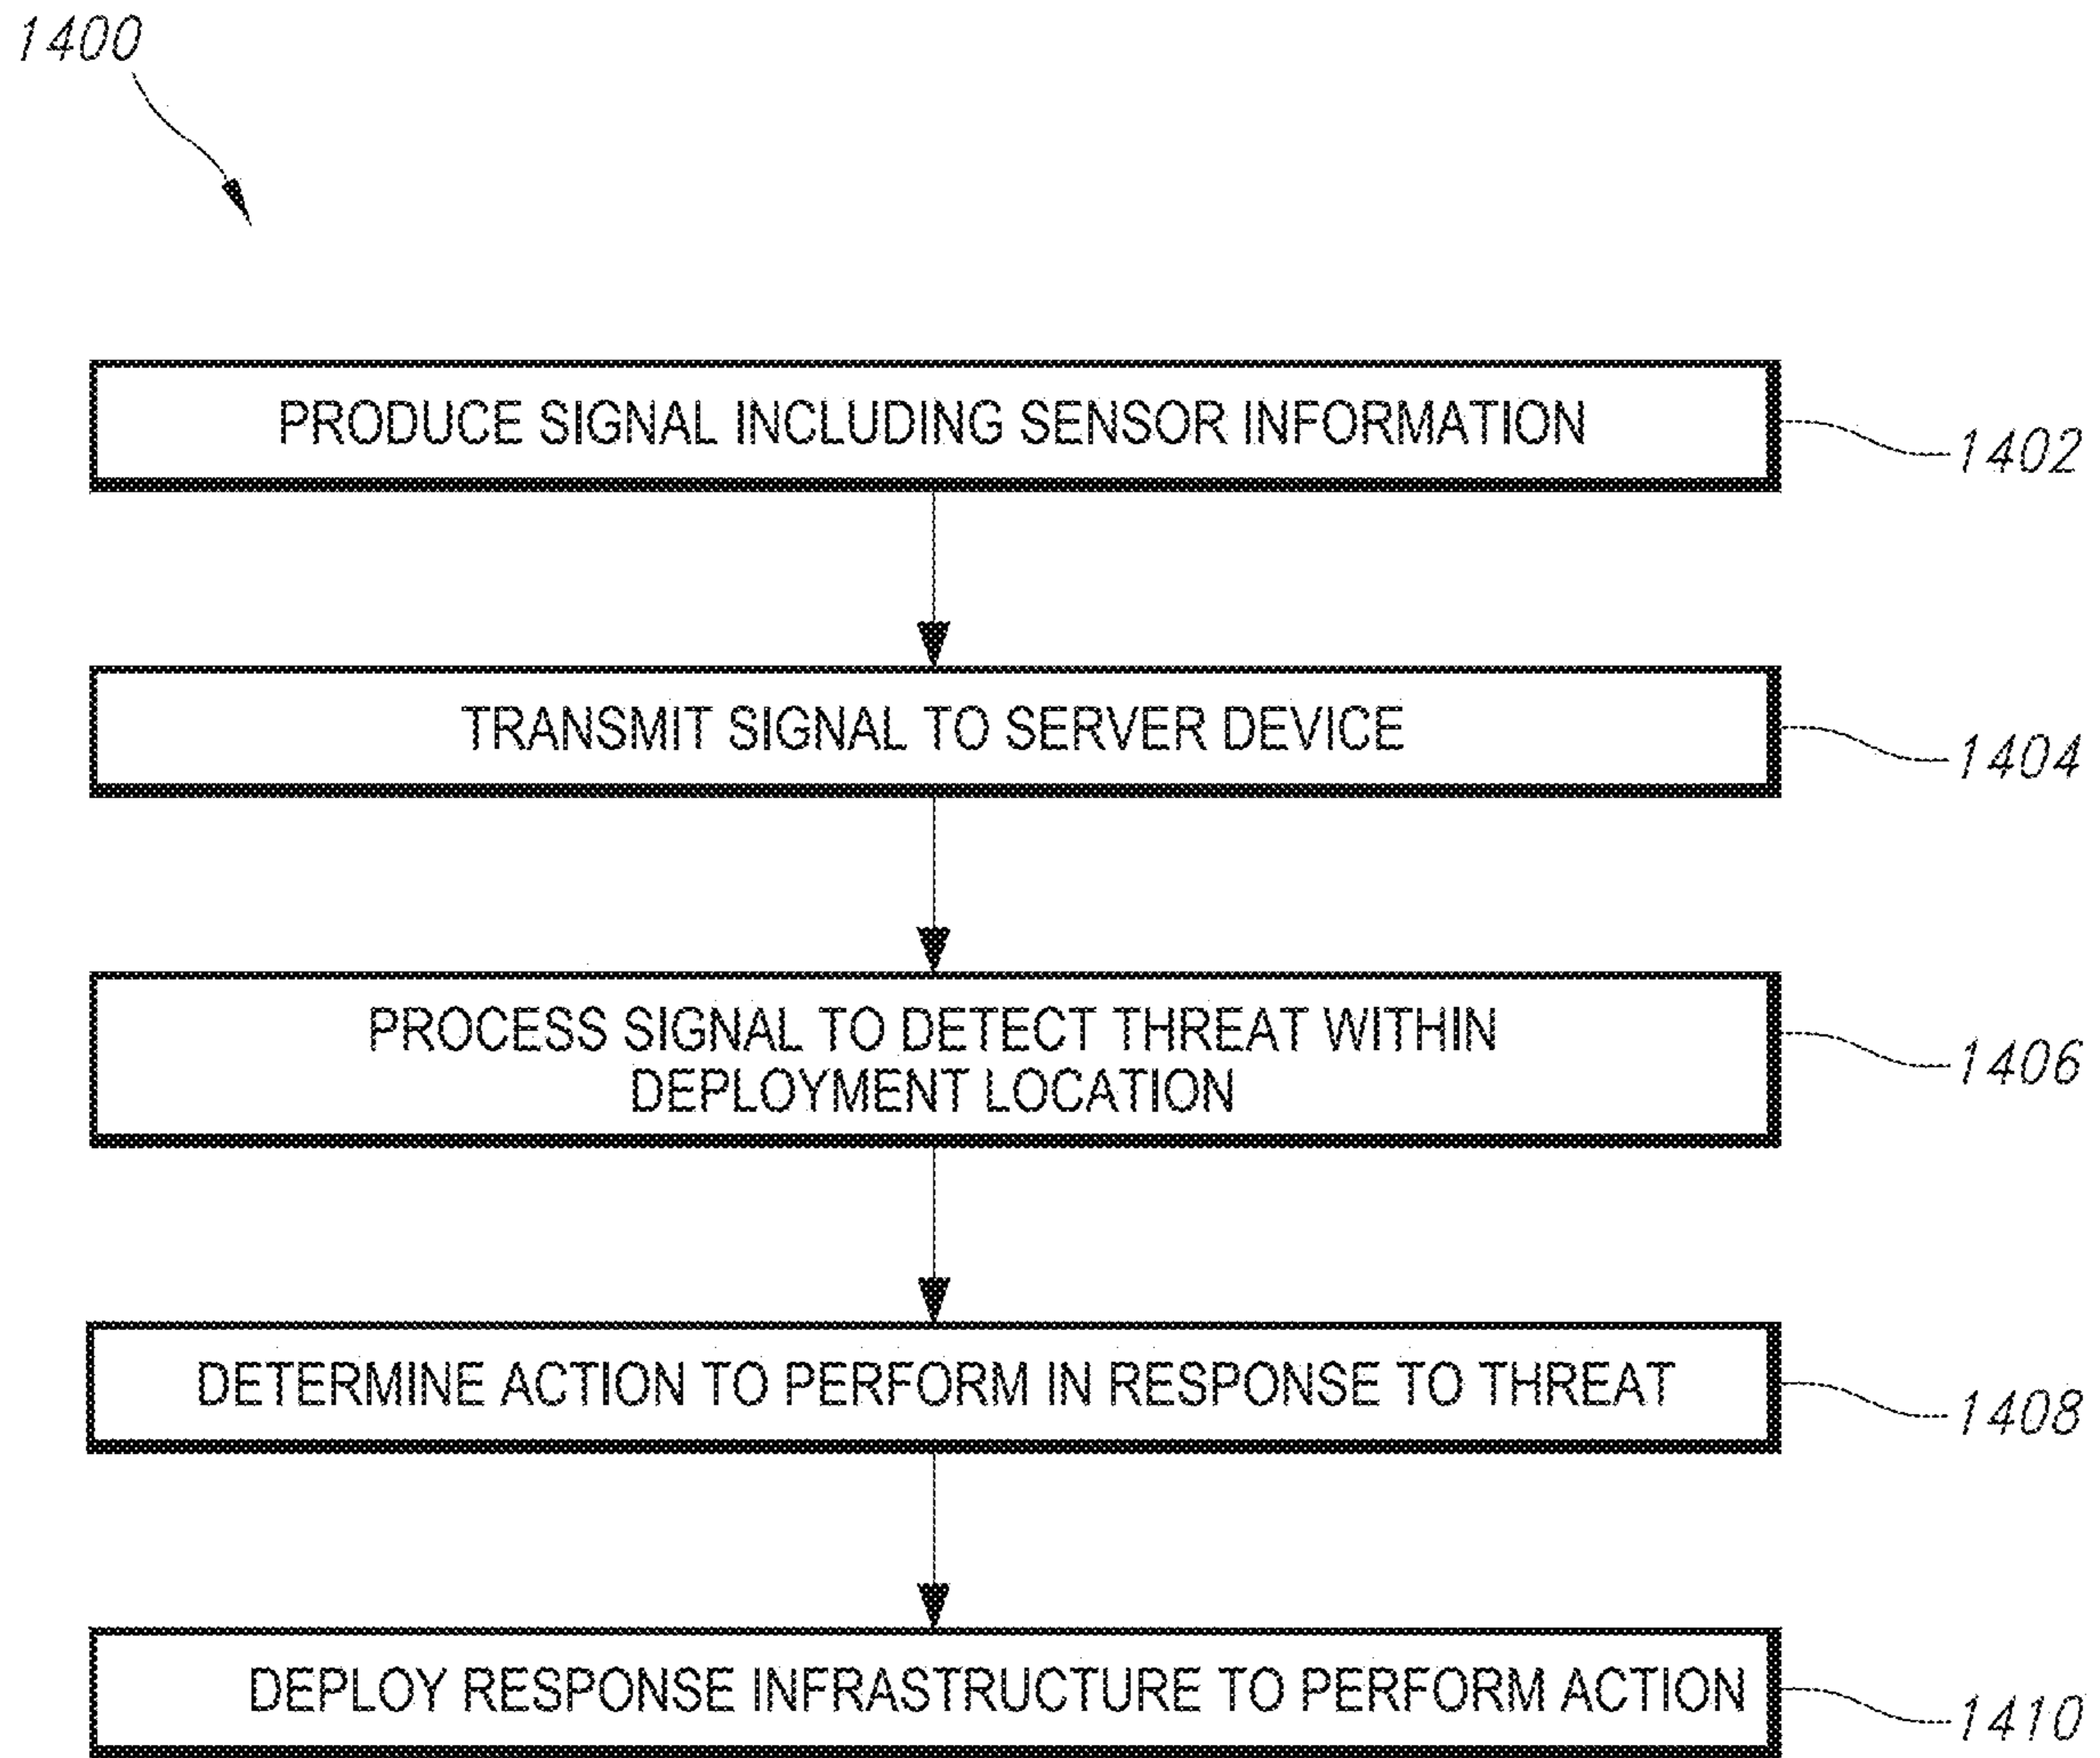 1400
PRODUCE SIGNAL INCLUDING SENSOR INFORMATION
1402
TRANSMIT SIGNAL TO SERVER DEVICE
1404
PROCESS SIGNAL TO DETECT THREAT WITHIN
DEPLOYMENT LOCATION
1406
DETERMINE ACTION TO PERFORM IN RESPONSE TO THREAT
1408
DEPLOY RESPONSE INFRASTRUCTURE TO PERFORM ACTION
1410